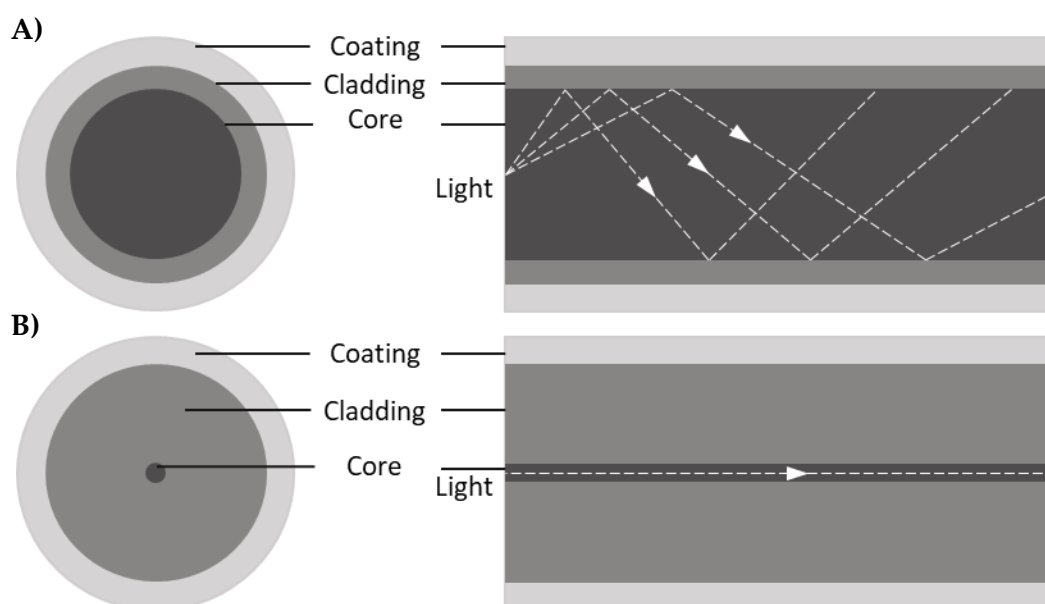 A)
Coating
Cladding
Core
Light
B)
Coating
Cladding
Core
Light